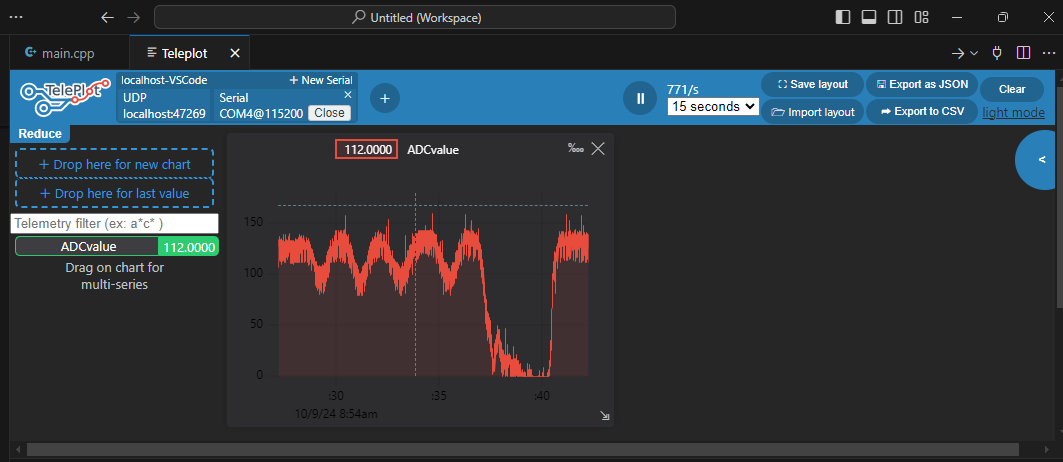 Untitled (Workspace)
main.cpp
Teleplot
TelePlot
localhost-VSCode
+ New Serial
UDP
localhost:47269
Serial
COM4@115200
Close
771/s
15 seconds
Save layout
Import layout
Export as JSON
Export to CSV
Clear
light mode
Reduce
+ Drop here for new chart
+ Drop here for last value
Telemetry filter (ex: a*c* )
ADCvalue 112.0000
Drag on chart for
multi-series
112.0000 ADCvalue
‱
<
150
100
50
0
:30 :35 :40
10/9/24 8:54am